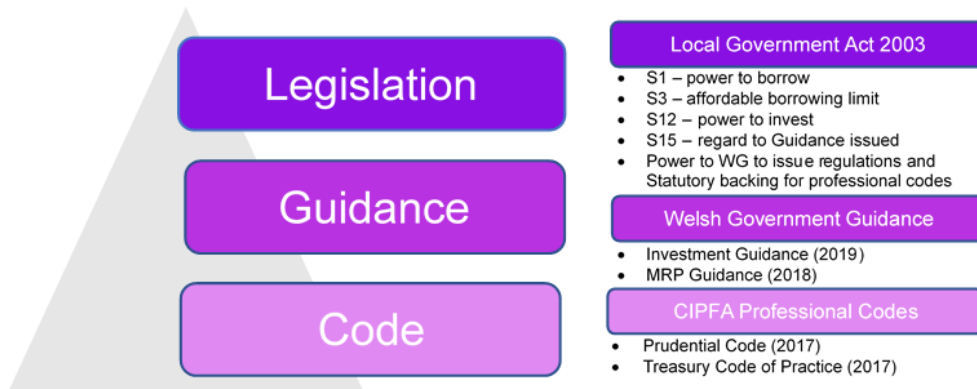 Legislation
Local Government Act 2003
• S1 – power to borrow
• S3 – affordable borrowing limit
• S12 – power to invest
• S15 – regard to Guidance issued
• Power to WG to issue regulations and
Statutory backing for professional codes
Guidance
Welsh Government Guidance
• Investment Guidance (2019)
• MRP Guidance (2018)
Code
CIPFA Professional Codes
• Prudential Code (2017)
• Treasury Code of Practice (2017)